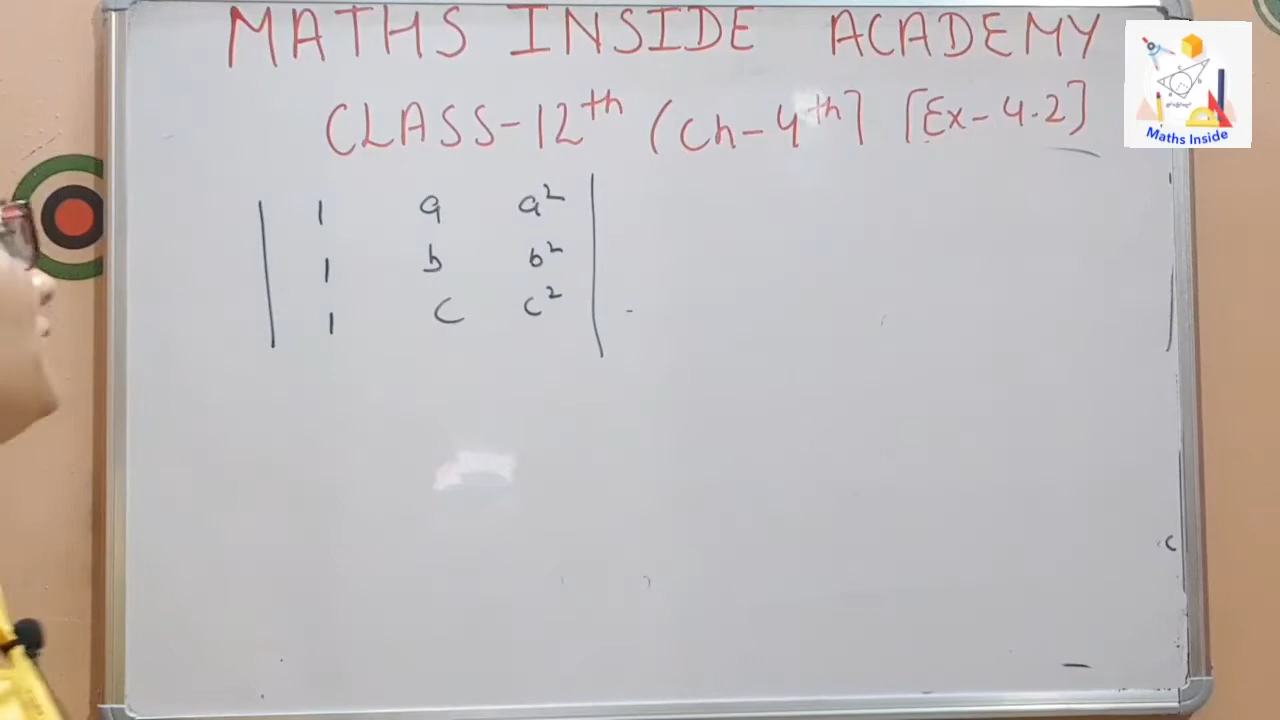 MATHS INSIDE ACADEMY
CLASS-12th (Ch-4th] [Ex-4.2]
Maths Inside
| 1 a a² |
| 1 b b² |
| 1 c c² |
c